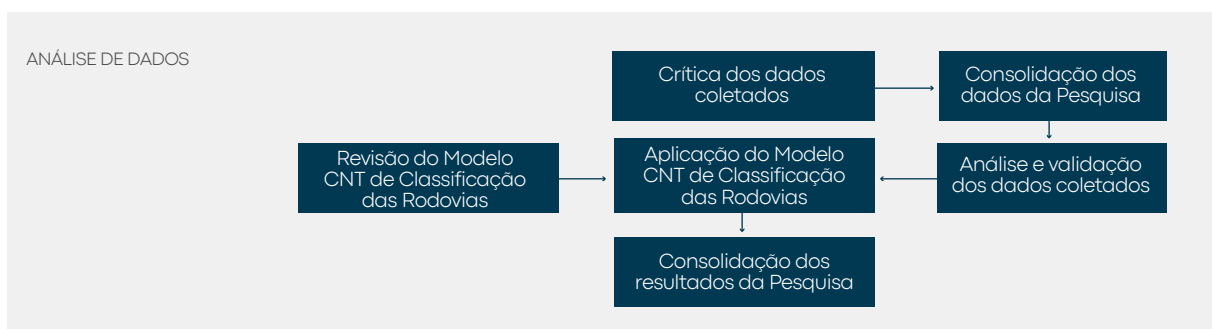 ANÁLISE DE DADOS
Crítica dos dados
coletados
Consolidação dos
dados da Pesquisa
Revisão do Modelo
CNT de Classificação
das Rodovias
Aplicação do Modelo
CNT de Classificação
das Rodovias
Análise e validação
dos dados coletados
Consolidação dos
resultados da Pesquisa